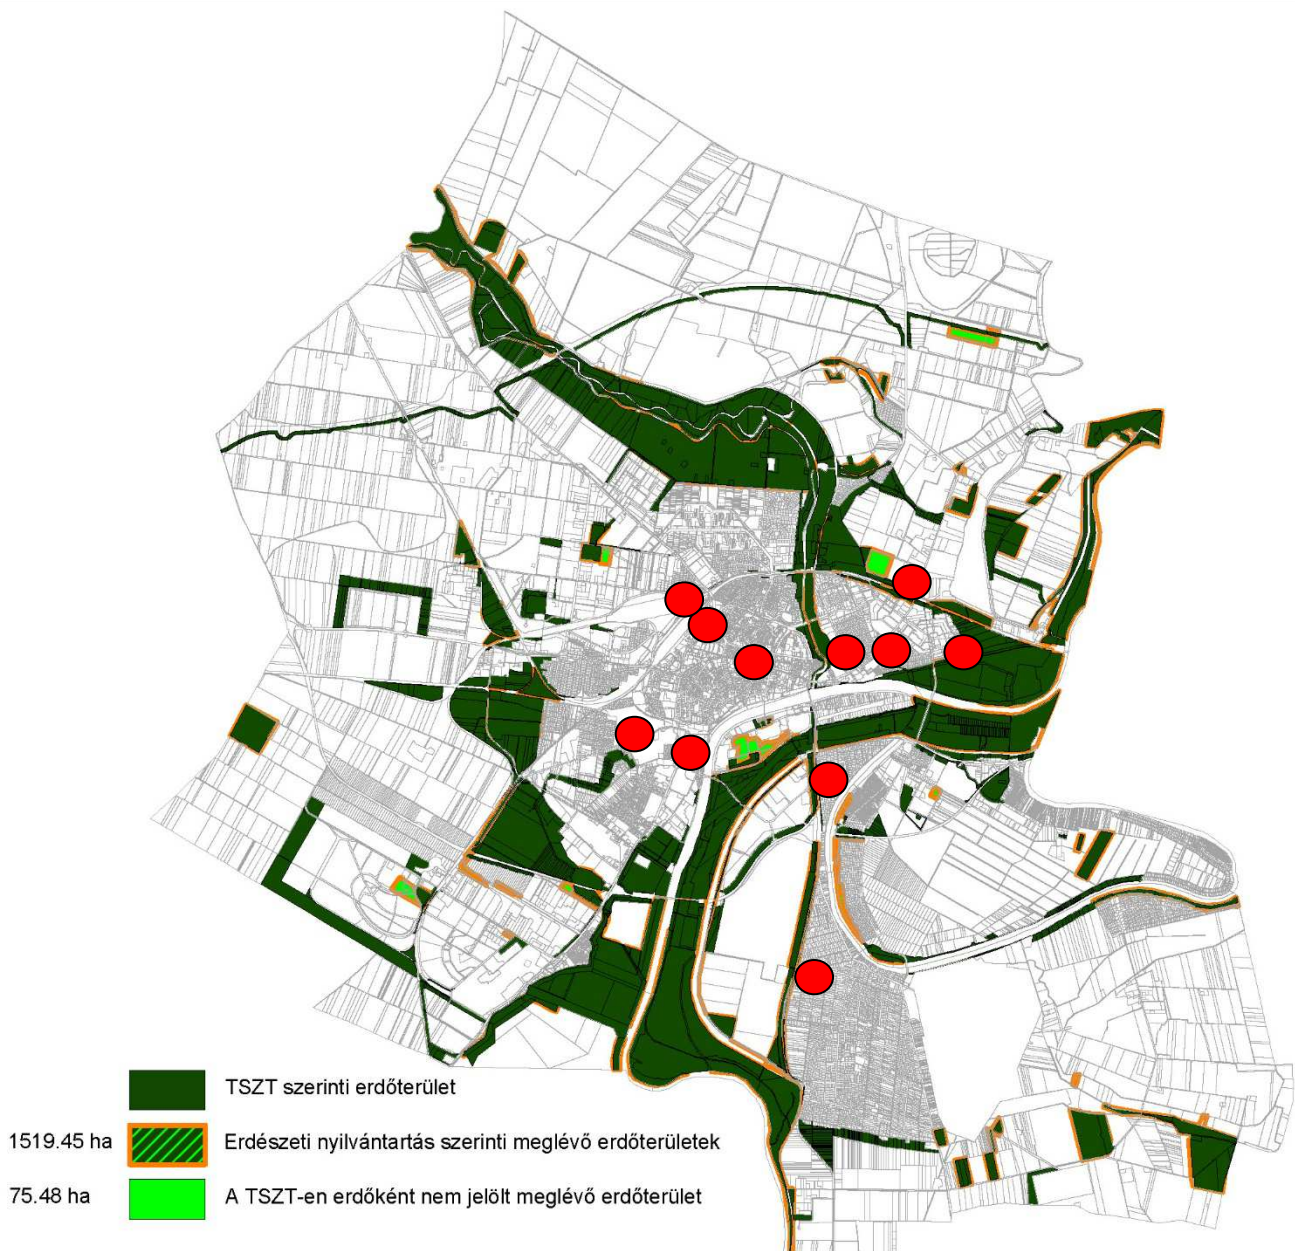 TSZT szerinti erdőterület
1519.45 ha Erdészeti nyilvántartás szerinti meglévő erdőterületek
75.48 ha A TSZT-en erdőként nem jelölt meglévő erdőterület